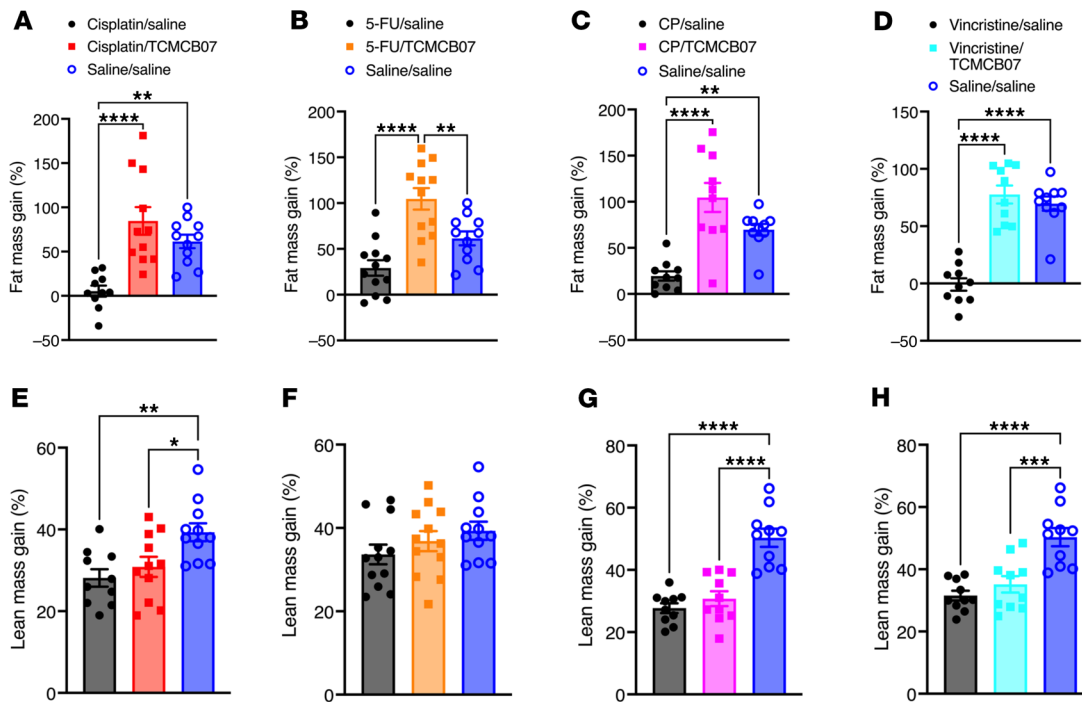 A
Cisplatin/saline
Cisplatin/TCMCB07
Saline/saline
Fat mass gain (%)
200
150
100
50
0
–50
**
****
B
5-FU/saline
5-FU/TCMCB07
Saline/saline
Fat mass gain (%)
200
150
100
50
0
–50
****
**
C
CP/saline
CP/TCMCB07
Saline/saline
Fat mass gain (%)
200
150
100
50
0
–50
**
****
D
Vincristine/saline
Vincristine/
TCMCB07
Saline/saline
Fat mass gain (%)
150
100
50
0
–50
****
****
E
Lean mass gain (%)
60
40
20
0
**
*
F
Lean mass gain (%)
60
40
20
0
G
Lean mass gain (%)
80
60
40
20
0
****
****
H
Lean mass gain (%)
80
60
40
20
0
****
***